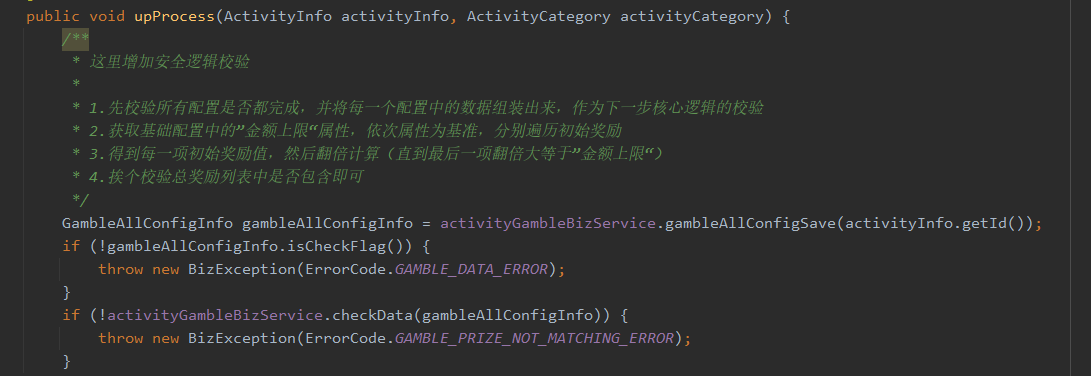 public void upProcess(ActivityInfo activityInfo, ActivityCategory activityCategory) {
/**
* 这里增加安全逻辑校验
*
* 1.先校验所有配置是否都完成，并将每一个配置中的数据组装出来，作为下一步核心逻辑的校验
* 2.获取基础配置中的”金额上限“属性，依次属性为基准，分别遍历初始奖励
* 3.得到每一项初始奖励值，然后翻倍计算（直到最后一项翻倍大等于”金额上限“）
* 4.挨个校验总奖励列表中是否包含即可
*/
GambleAllConfigInfo gambleAllConfigInfo = activityGambleBizService.gambleAllConfigSave(activityInfo.getId());
if (!gambleAllConfigInfo.isCheckFlag()) {
throw new BizException(ErrorCode.GAMBLE_DATA_ERROR);
}
if (!activityGambleBizService.checkData(gambleAllConfigInfo)) {
throw new BizException(ErrorCode.GAMBLE_PRIZE_NOT_MATCHING_ERROR);
}